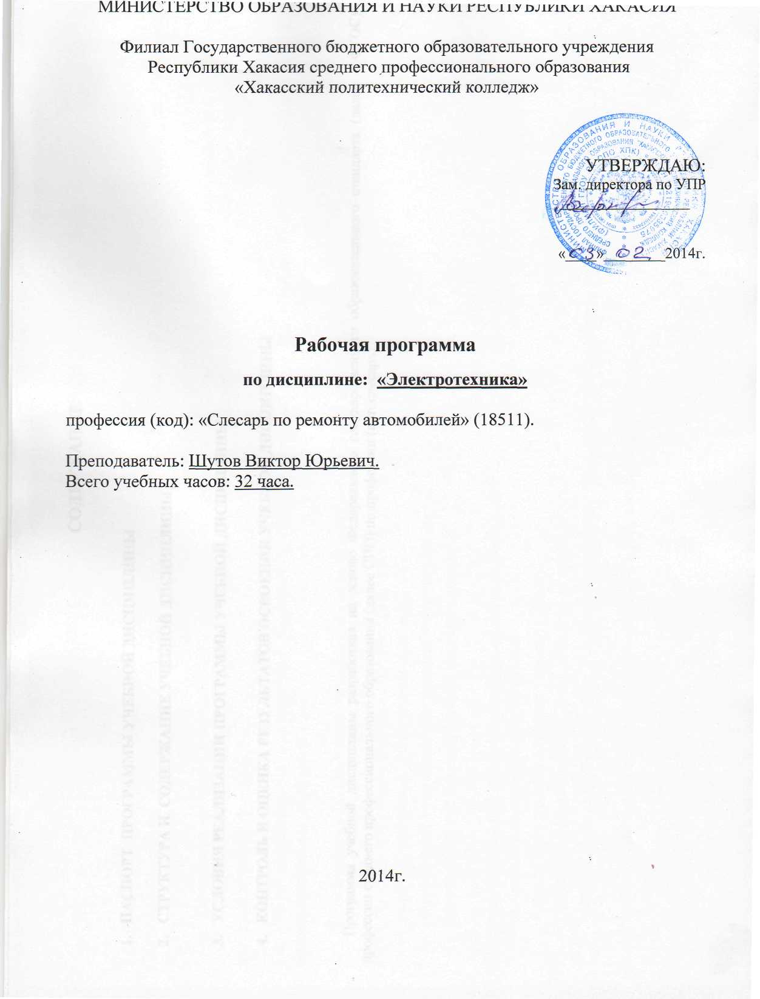 МИНИСТЕРСТВО ОБРАЗОВАНИЯ И НАУКИ РЕСПУБЛИКИ ХАКАСИЯ
Филиал Государственного бюджетного образовательного учреждения
Республики Хакасия среднего профессионального образования
«Хакасский политехнический колледж»
УТВЕРЖДАЮ:
Зам. директора по УПР
«03» 02 2014г.
Рабочая программа
по дисциплине: «Электротехника»
профессия (код): «Слесарь по ремонту автомобилей» (18511).
Преподаватель: Шутов Виктор Юрьевич.
Всего учебных часов: 32 часа.
2014г.